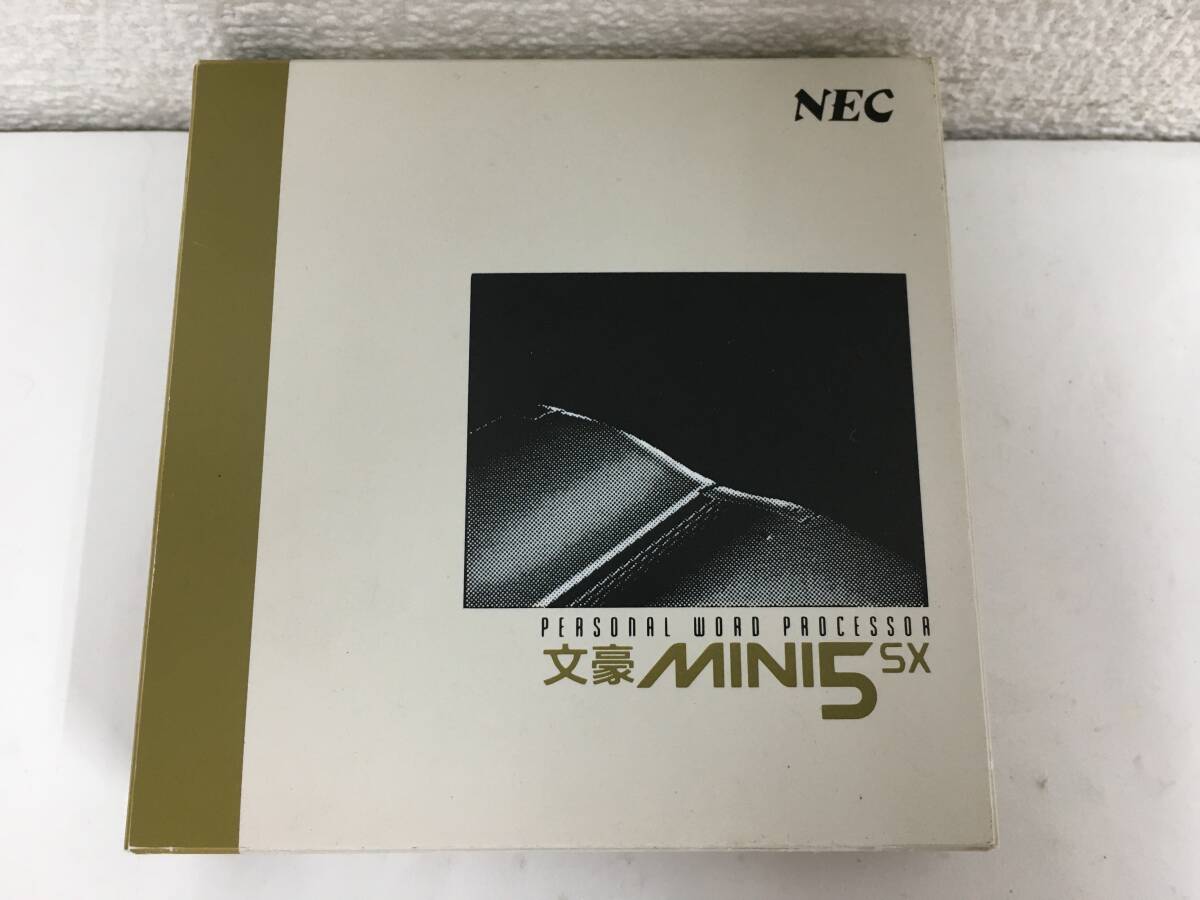 NEC
PERSONAL WORD PROCESSOR
文豪MINI5SX